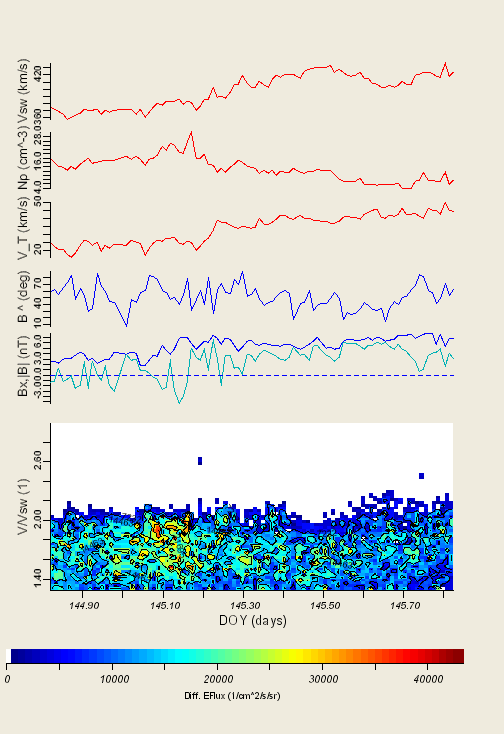 Vsw (km/s)
420
360
Np (cm^-3)
28.0
16.0
4.0
V_T (km/s)
50
20
B ^ (deg)
70
40
10
Bx,|B| (nT)
6.0
3.0
0.0
-3.0
V/Vsw (1)
2.60
2.00
1.40
144.90 145.10 145.30 145.50 145.70
DOY (days)
0 10000 20000 30000 40000
Diff. EFlux (1/cm^2/s/sr)